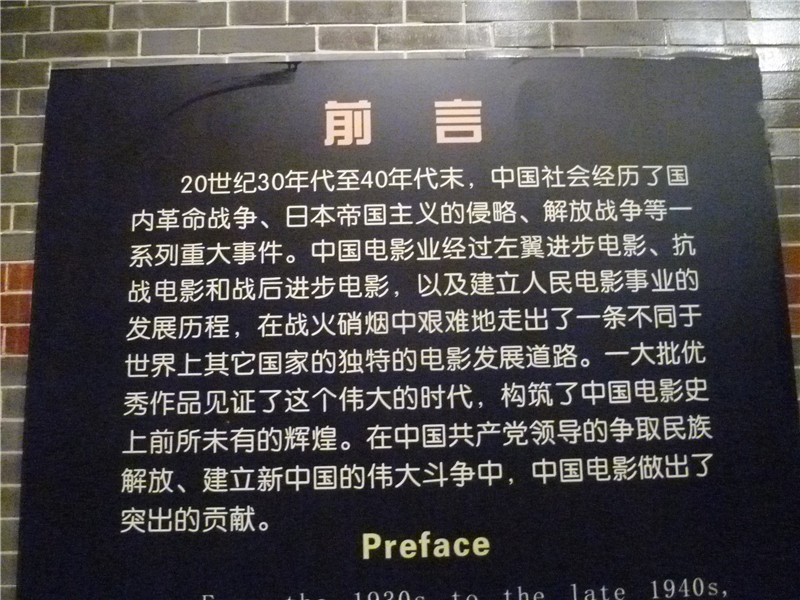 前言
20世纪30年代至40年代末，中国社会经历了国
内革命战争、日本帝国主义的侵略、解放战争等一
系列重大事件。中国电影业经过左翼进步电影、抗
战电影和战后进步电影，以及建立人民电影事业的
发展历程，在战火硝烟中艰难地走出了一条不同于
世界上其它国家的独特的电影发展道路。一大批优
秀作品见证了这个伟大的时代，构筑了中国电影史
上前所未有的辉煌。在中国共产党领导的争取民族
解放、建立新中国的伟大斗争中，中国电影做出了
突出的贡献。
Preface
From the 1930s to the late 1940s,